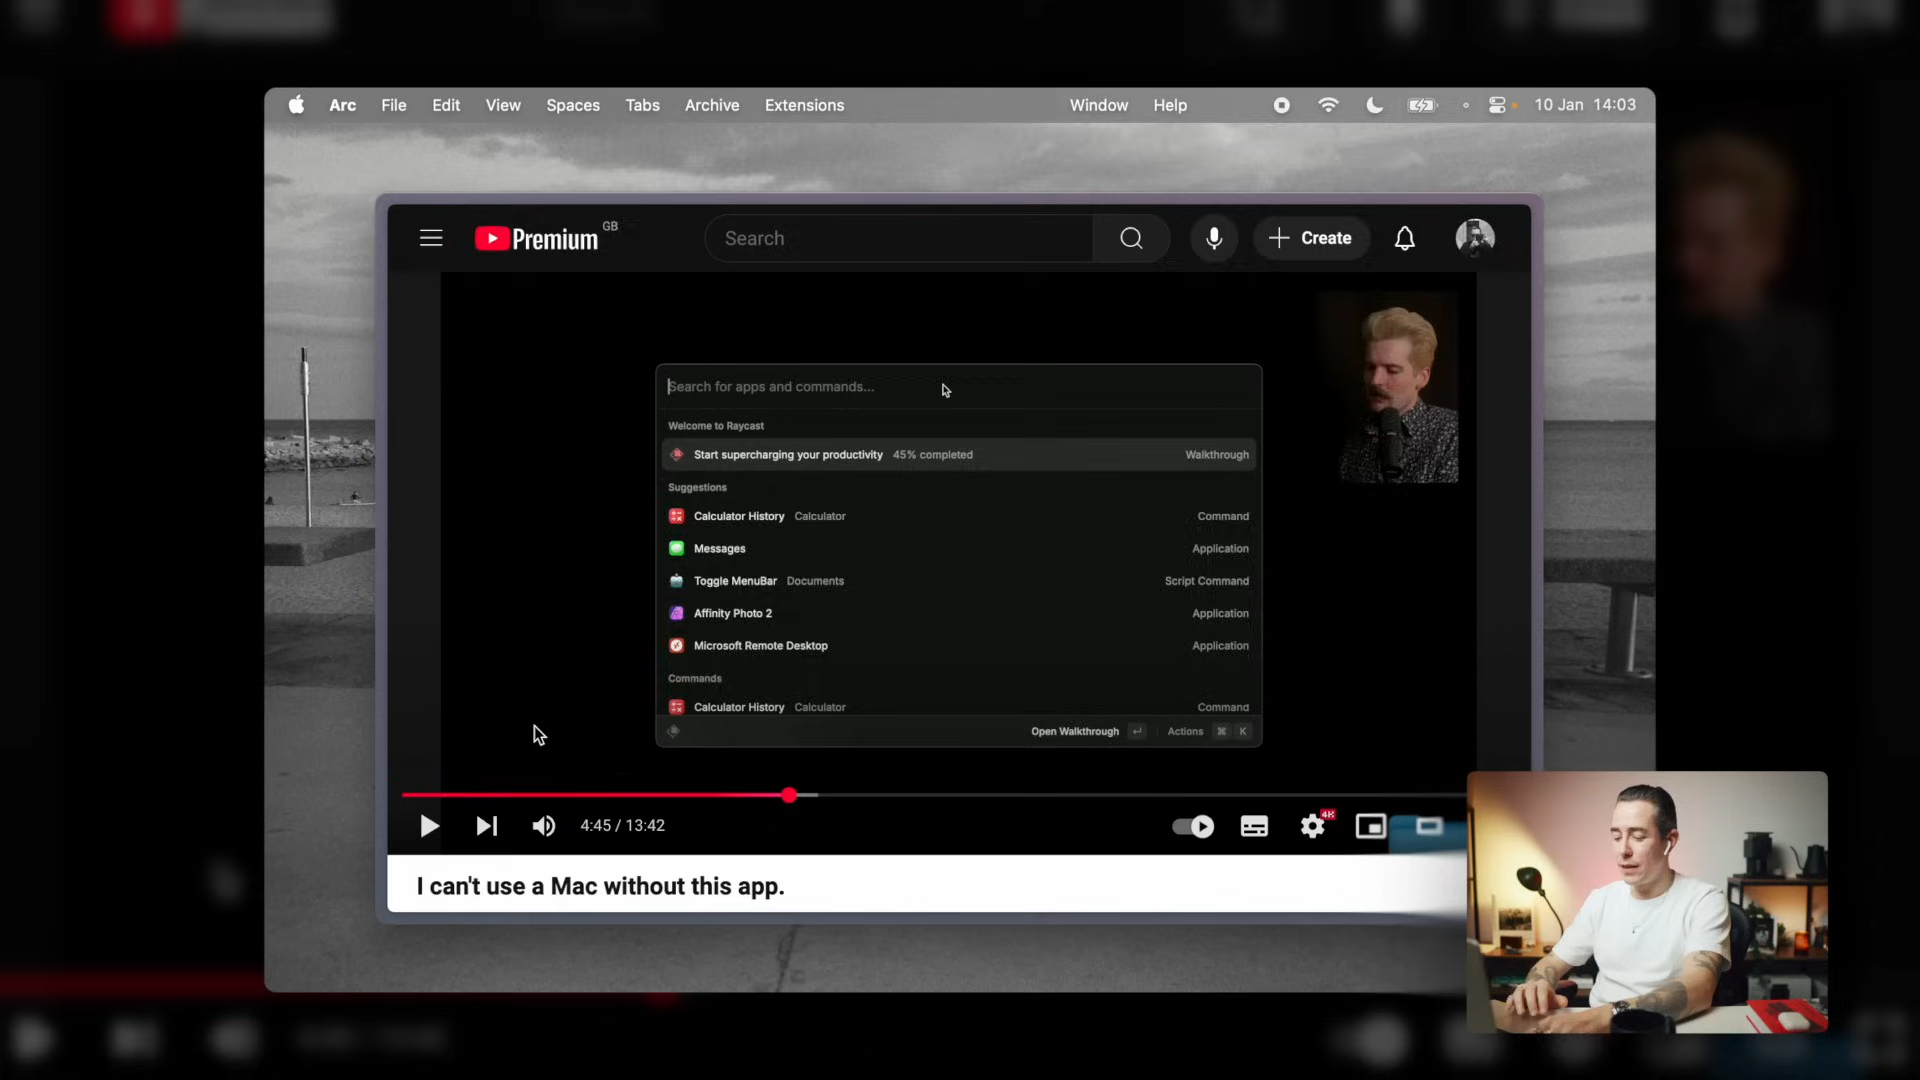 Arc File Edit View Spaces Tabs Archive Extensions Window Help 10 Jan 14:03
Premium GB
Search
Create
Search for apps and commands...
Welcome to Raycast
Start supercharging your productivity 45% completed Walkthrough
Suggestions
Calculator History Calculator Command
Messages Application
Toggle MenuBar Documents Script Command
Affinity Photo 2 Application
Microsoft Remote Desktop Application
Commands
Calculator History Calculator Command
Open Walkthrough Actions ⌘ K
4:45 / 13:42
4K
I can't use a Mac without this app.